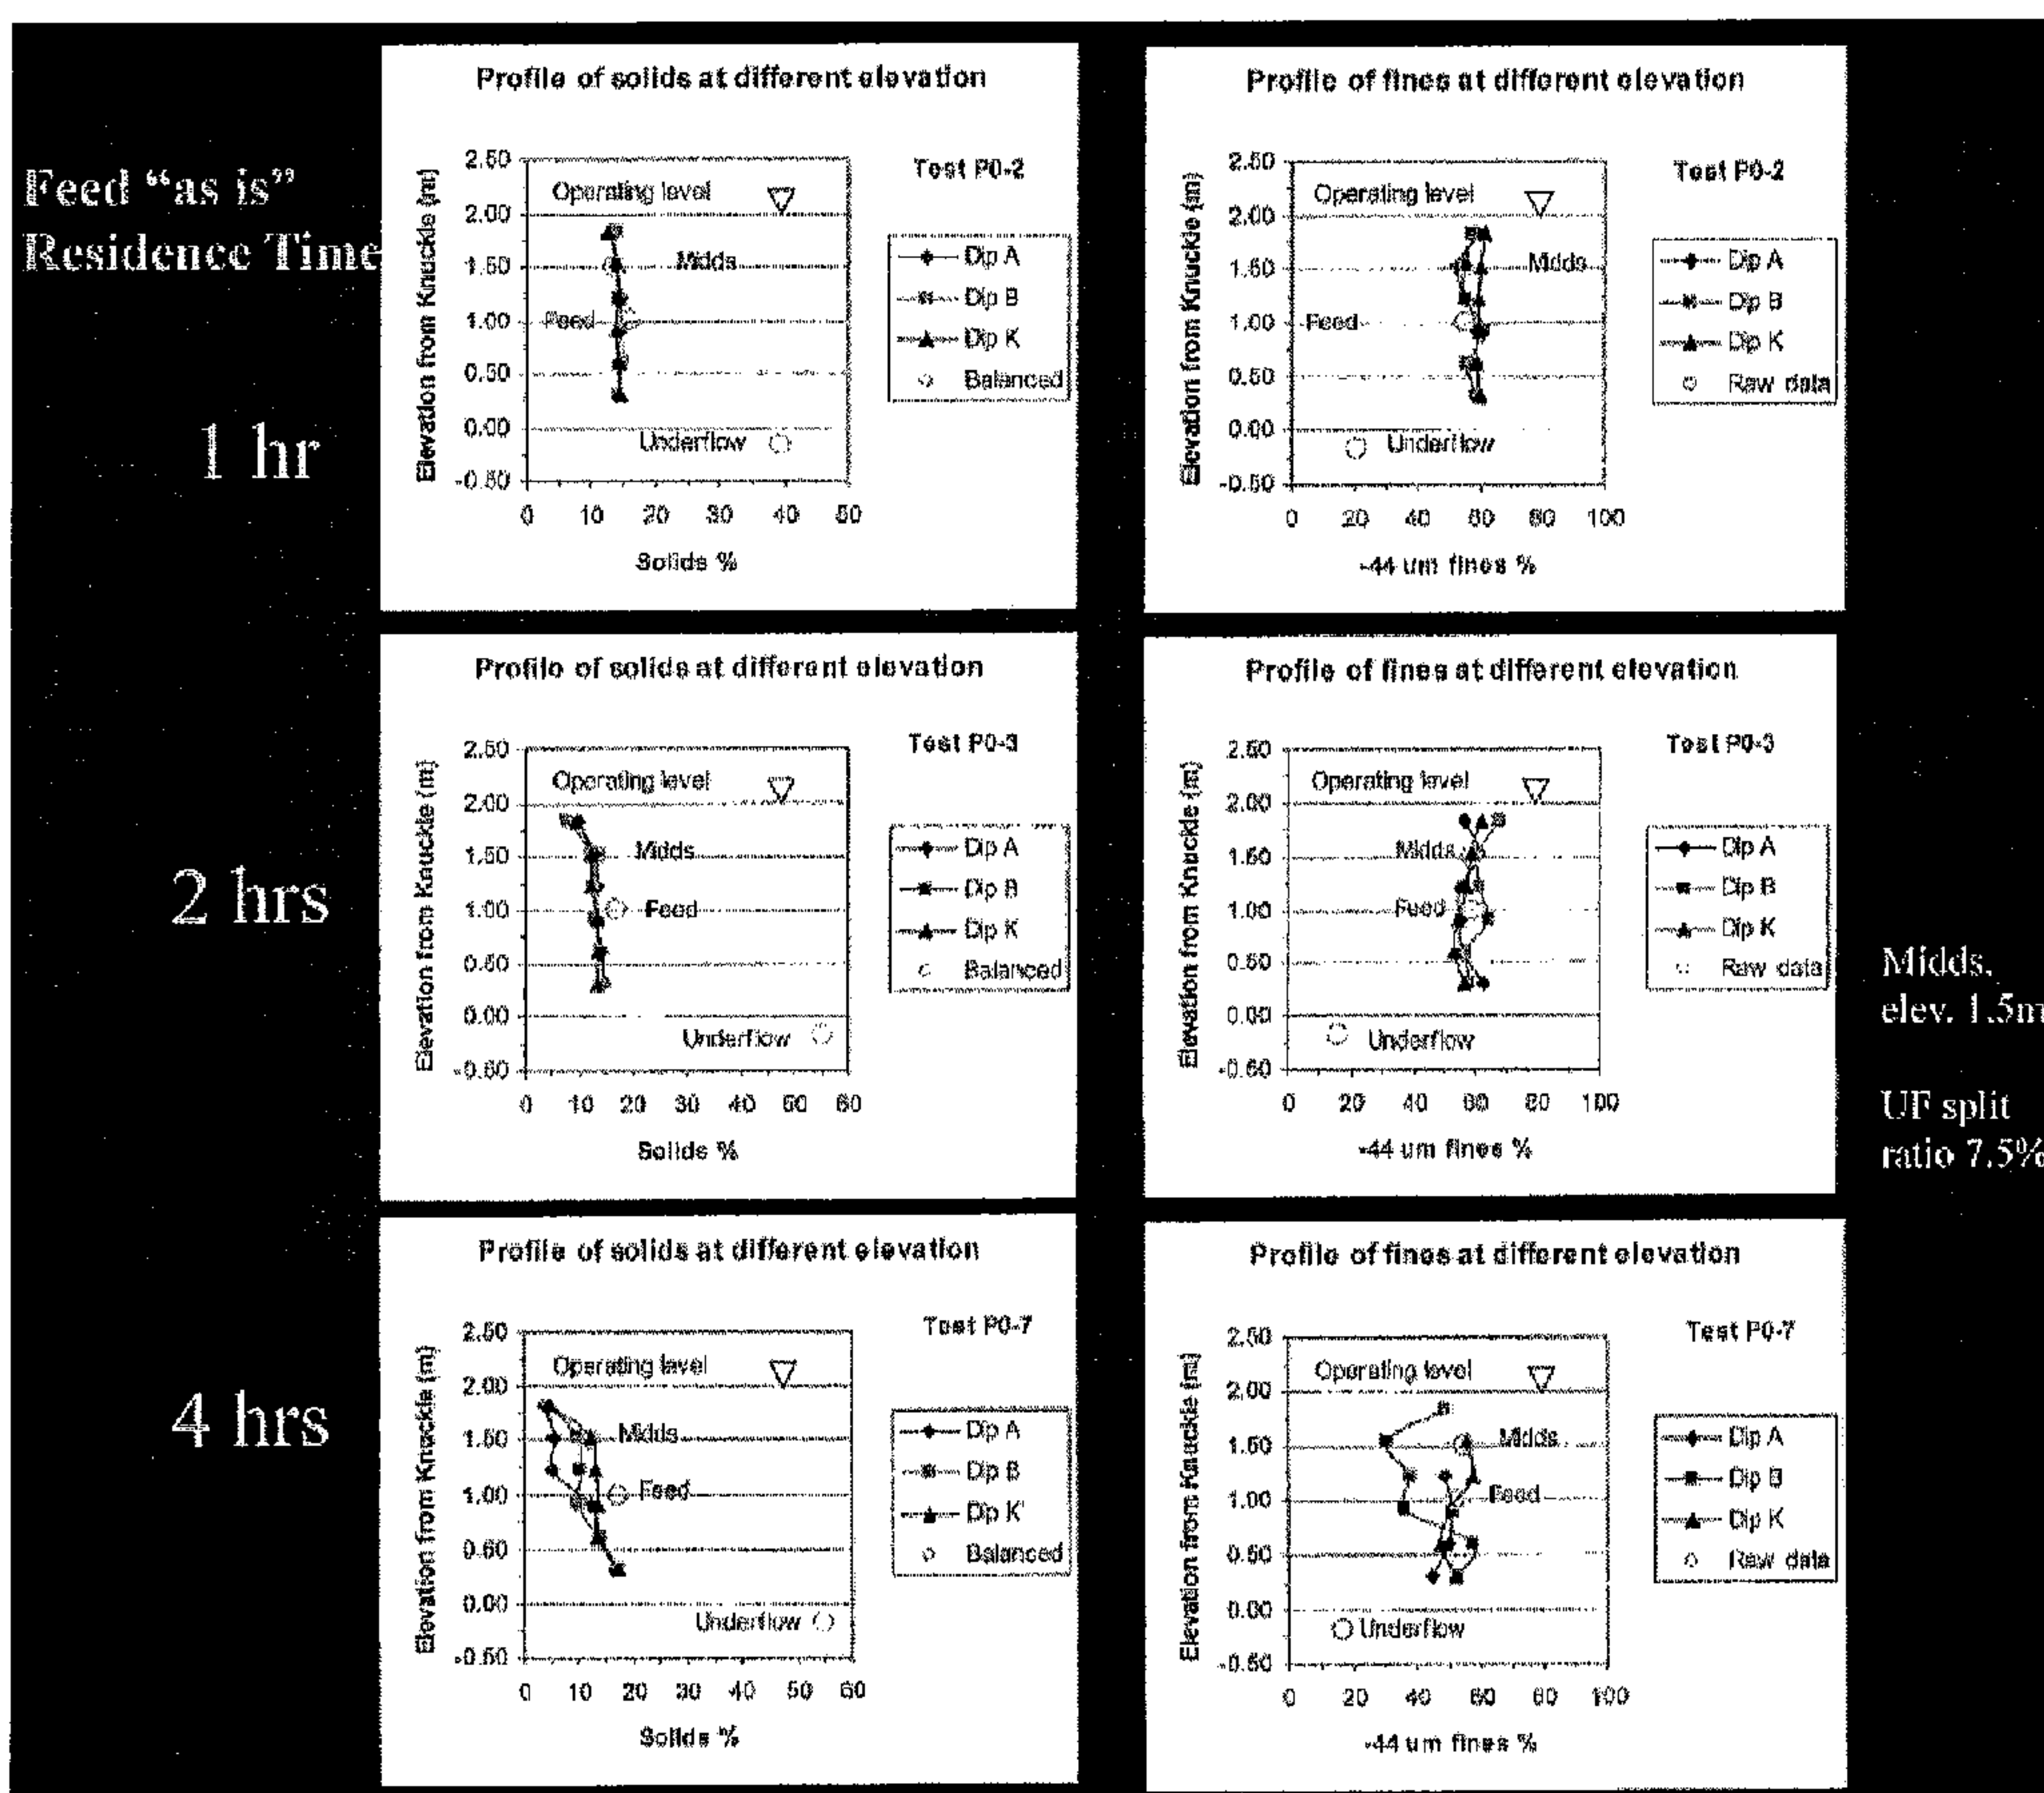 Feed “as is”
Residence Time
1 hr
Profile of solids at different elevation
Test P0-2
Elevation from Knuckle (m)
2.50
2.00
1.50
1.00
0.50
0.00
-0.50
Operating level
Midds
Feed
Underflow
0 10 20 30 40 50
Solids %
Dip A
Dip B
Dip K
Balanced
Profile of fines at different elevation
Test P0-2
Elevation from Knuckle (m)
2.50
2.00
1.50
1.00
0.50
0.00
-0.50
Operating level
Midds
Feed
Underflow
0 20 40 60 80 100
-44 um fines %
Dip A
Dip B
Dip K
Raw data
2 hrs
Profile of solids at different elevation
Test P0-3
Elevation from Knuckle (m)
2.50
2.00
1.50
1.00
0.50
0.00
-0.50
Operating level
Midds
Feed
Underflow
0 10 20 30 40 50 60
Solids %
Dip A
Dip B
Dip K
Balanced
Profile of fines at different elevation
Test P0-3
Elevation from Knuckle (m)
2.50
2.00
1.50
1.00
0.50
0.00
-0.50
Operating level
Midds
Feed
Underflow
0 20 40 60 80 100
-44 um fines %
Dip A
Dip B
Dip K
Raw data
Midds,
elev. 1.5m
UF split
ratio 7.5%
4 hrs
Profile of solids at different elevation
Test P0-7
Elevation from Knuckle (m)
2.50
2.00
1.50
1.00
0.50
0.00
-0.50
Operating level
Midds
Feed
Underflow
0 10 20 30 40 50 60
Solids %
Dip A
Dip B
Dip K
Balanced
Profile of fines at different elevation
Test P0-7
Elevation from Knuckle (m)
2.50
2.00
1.50
1.00
0.50
0.00
-0.50
Operating level
Midds
Feed
Underflow
0 20 40 60 80 100
-44 um fines %
Dip A
Dip B
Dip K
Raw data